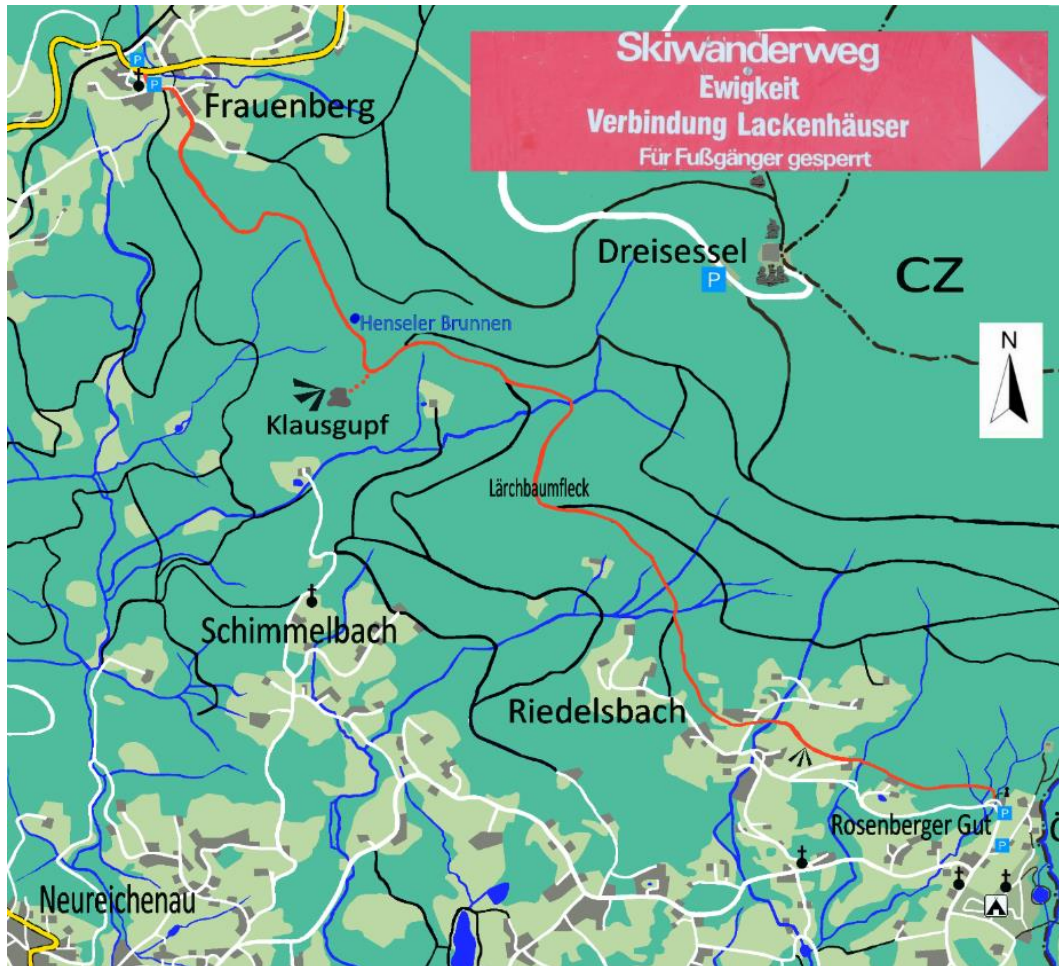 Skiwanderweg
Ewigkeit
Verbindung Lackenhäuser
Für Fußgänger gesperrt
P
P
Frauenberg
Dreisessel
P
CZ
Henseler Brunnen
N
Klausgupf
Lärchbaumfleck
Schimmelbach
Riedelsbach
Rosenberger Gut
P
P
Neureichenau